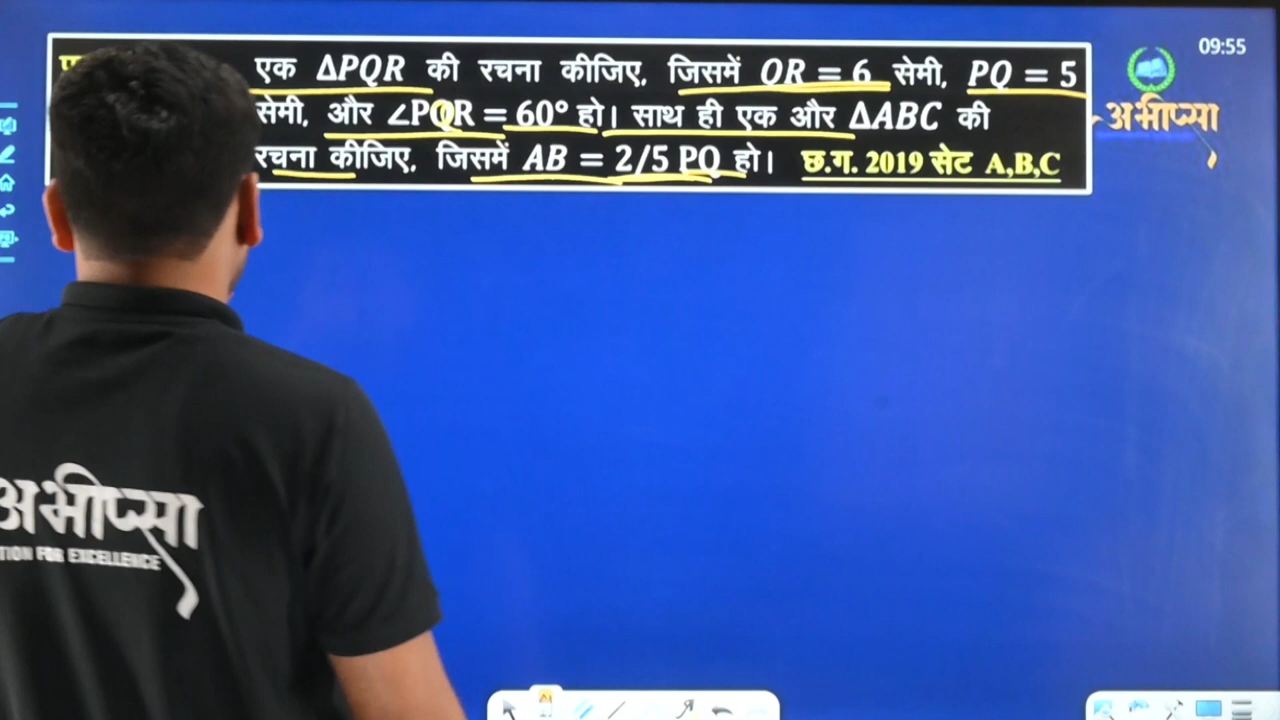 09:55
एक ΔPQR की रचना कीजिए, जिसमें QR = 6 सेमी, PQ = 5
सेमी, और ∠PQR = 60° हो। साथ ही एक और ΔABC की
रचना कीजिए, जिसमें AB = 2/5 PQ हो। छ.ग. 2019 सेट A,B,C
अभीप्सा
अभीप्सा
TION FOR EXCELLENCE